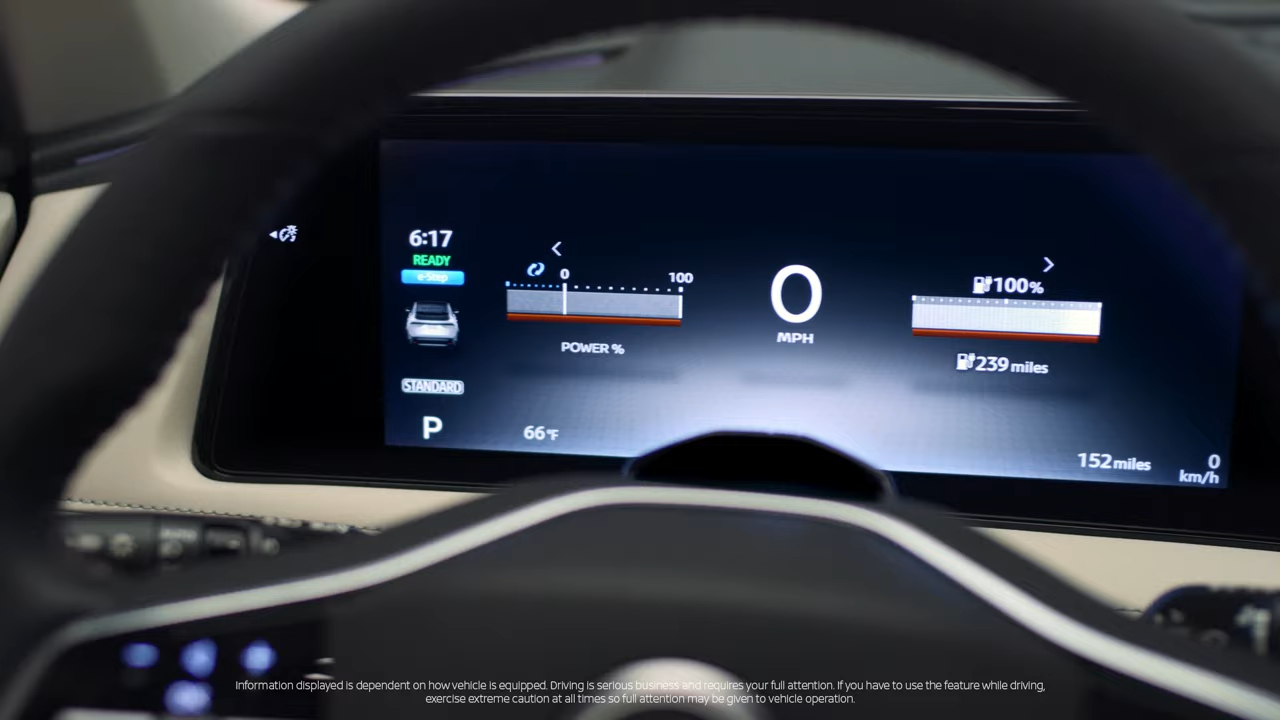 6:17
READY
e-Step
0
100
POWER %
0
MPH
100%
239 miles
STANDARD
P
66°F
152 miles
0
km/h
Information displayed is dependent on how vehicle is equipped. Driving is serious business and requires your full attention. If you have to use the feature while driving,
exercise extreme caution at all times so full attention may be given to vehicle operation.